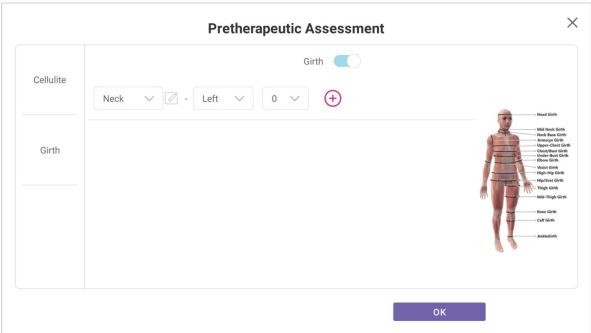 Pretherapeutic Assessment
Girth
Cellulite
Neck - Left 0
Girth
Head Girth
Mid Neck Girth
Neck Base Girth
Armscye Girth
Upper-Chest Girth
Chest/Bust Girth
Under-Bust Girth
Elbow Girth
Waist Girth
High-Hip Girth
Hip/Seat Girth
Thigh Girth
Mid-Thigh Girth
Knee Girth
Calf Girth
AnkleGirth
OK